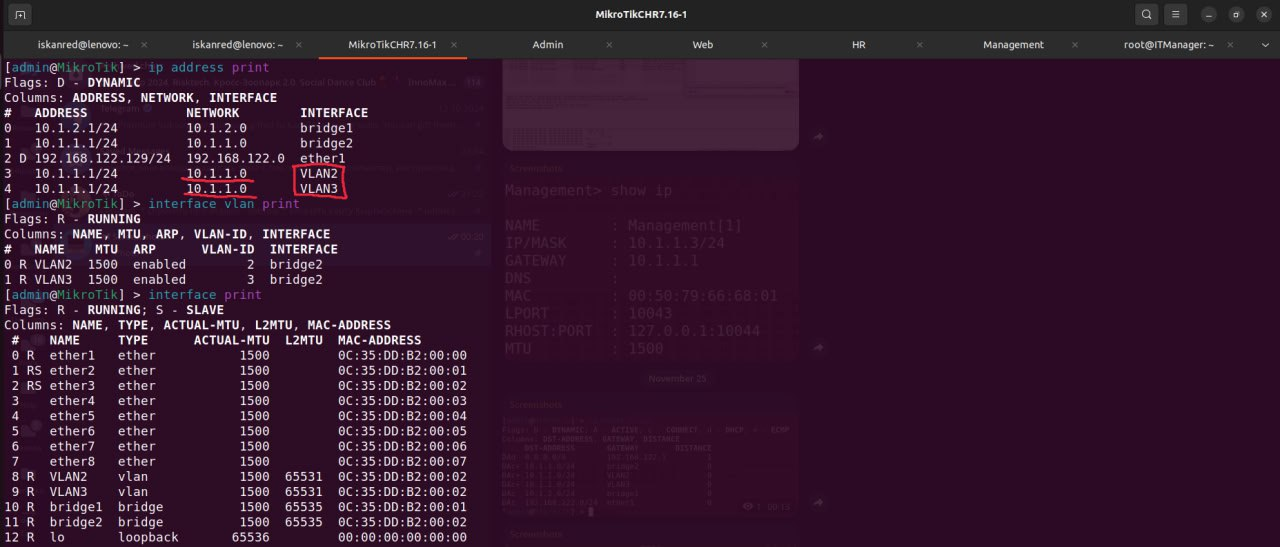 MikroTikCHR7.16-1
iskanred@lenovo: ~ × iskanred@lenovo: ~ × MikroTikCHR7.16-1 × Admin × Web × HR × Management × root@ITManager: ~ ×
[admin@MikroTik] > ip address print
Flags: D - DYNAMIC
Columns: ADDRESS, NETWORK, INTERFACE
# ADDRESS NETWORK INTERFACE
0 10.1.2.1/24 10.1.2.0 bridge1
1 10.1.1.1/24 10.1.1.0 bridge2
2 D 192.168.122.129/24 192.168.122.0 ether1
3 10.1.1.1/24 10.1.1.0 VLAN2
4 10.1.1.1/24 10.1.1.0 VLAN3
[admin@MikroTik] > interface vlan print
Flags: R - RUNNING
Columns: NAME, MTU, ARP, VLAN-ID, INTERFACE
# NAME MTU ARP VLAN-ID INTERFACE
0 R VLAN2 1500 enabled 2 bridge2
1 R VLAN3 1500 enabled 3 bridge2
[admin@MikroTik] > interface print
Flags: R - RUNNING; S - SLAVE
Columns: NAME, TYPE, ACTUAL-MTU, L2MTU, MAC-ADDRESS
# NAME TYPE ACTUAL-MTU L2MTU MAC-ADDRESS
0 R ether1 ether 1500 0C:35:DD:B2:00:00
1 RS ether2 ether 1500 0C:35:DD:B2:00:01
2 RS ether3 ether 1500 0C:35:DD:B2:00:02
3 ether4 ether 1500 0C:35:DD:B2:00:03
4 ether5 ether 1500 0C:35:DD:B2:00:04
5 ether6 ether 1500 0C:35:DD:B2:00:05
6 ether7 ether 1500 0C:35:DD:B2:00:06
7 ether8 ether 1500 0C:35:DD:B2:00:07
8 R VLAN2 vlan 1500 65531 0C:35:DD:B2:00:02
9 R VLAN3 vlan 1500 65531 0C:35:DD:B2:00:02
10 R bridge1 bridge 1500 65535 0C:35:DD:B2:00:01
11 R bridge2 bridge 1500 65535 0C:35:DD:B2:00:02
12 R lo loopback 65536 00:00:00:00:00:00
Screenshots
Management> show ip
NAME : Management[1]
IP/MASK : 10.1.1.3/24
GATEWAY : 10.1.1.1
DNS :
MAC : 00:50:79:66:68:01
LPORT : 10043
RHOST:PORT : 127.0.0.1:10044
MTU : 1500
November 25
Screenshots
Screenshots